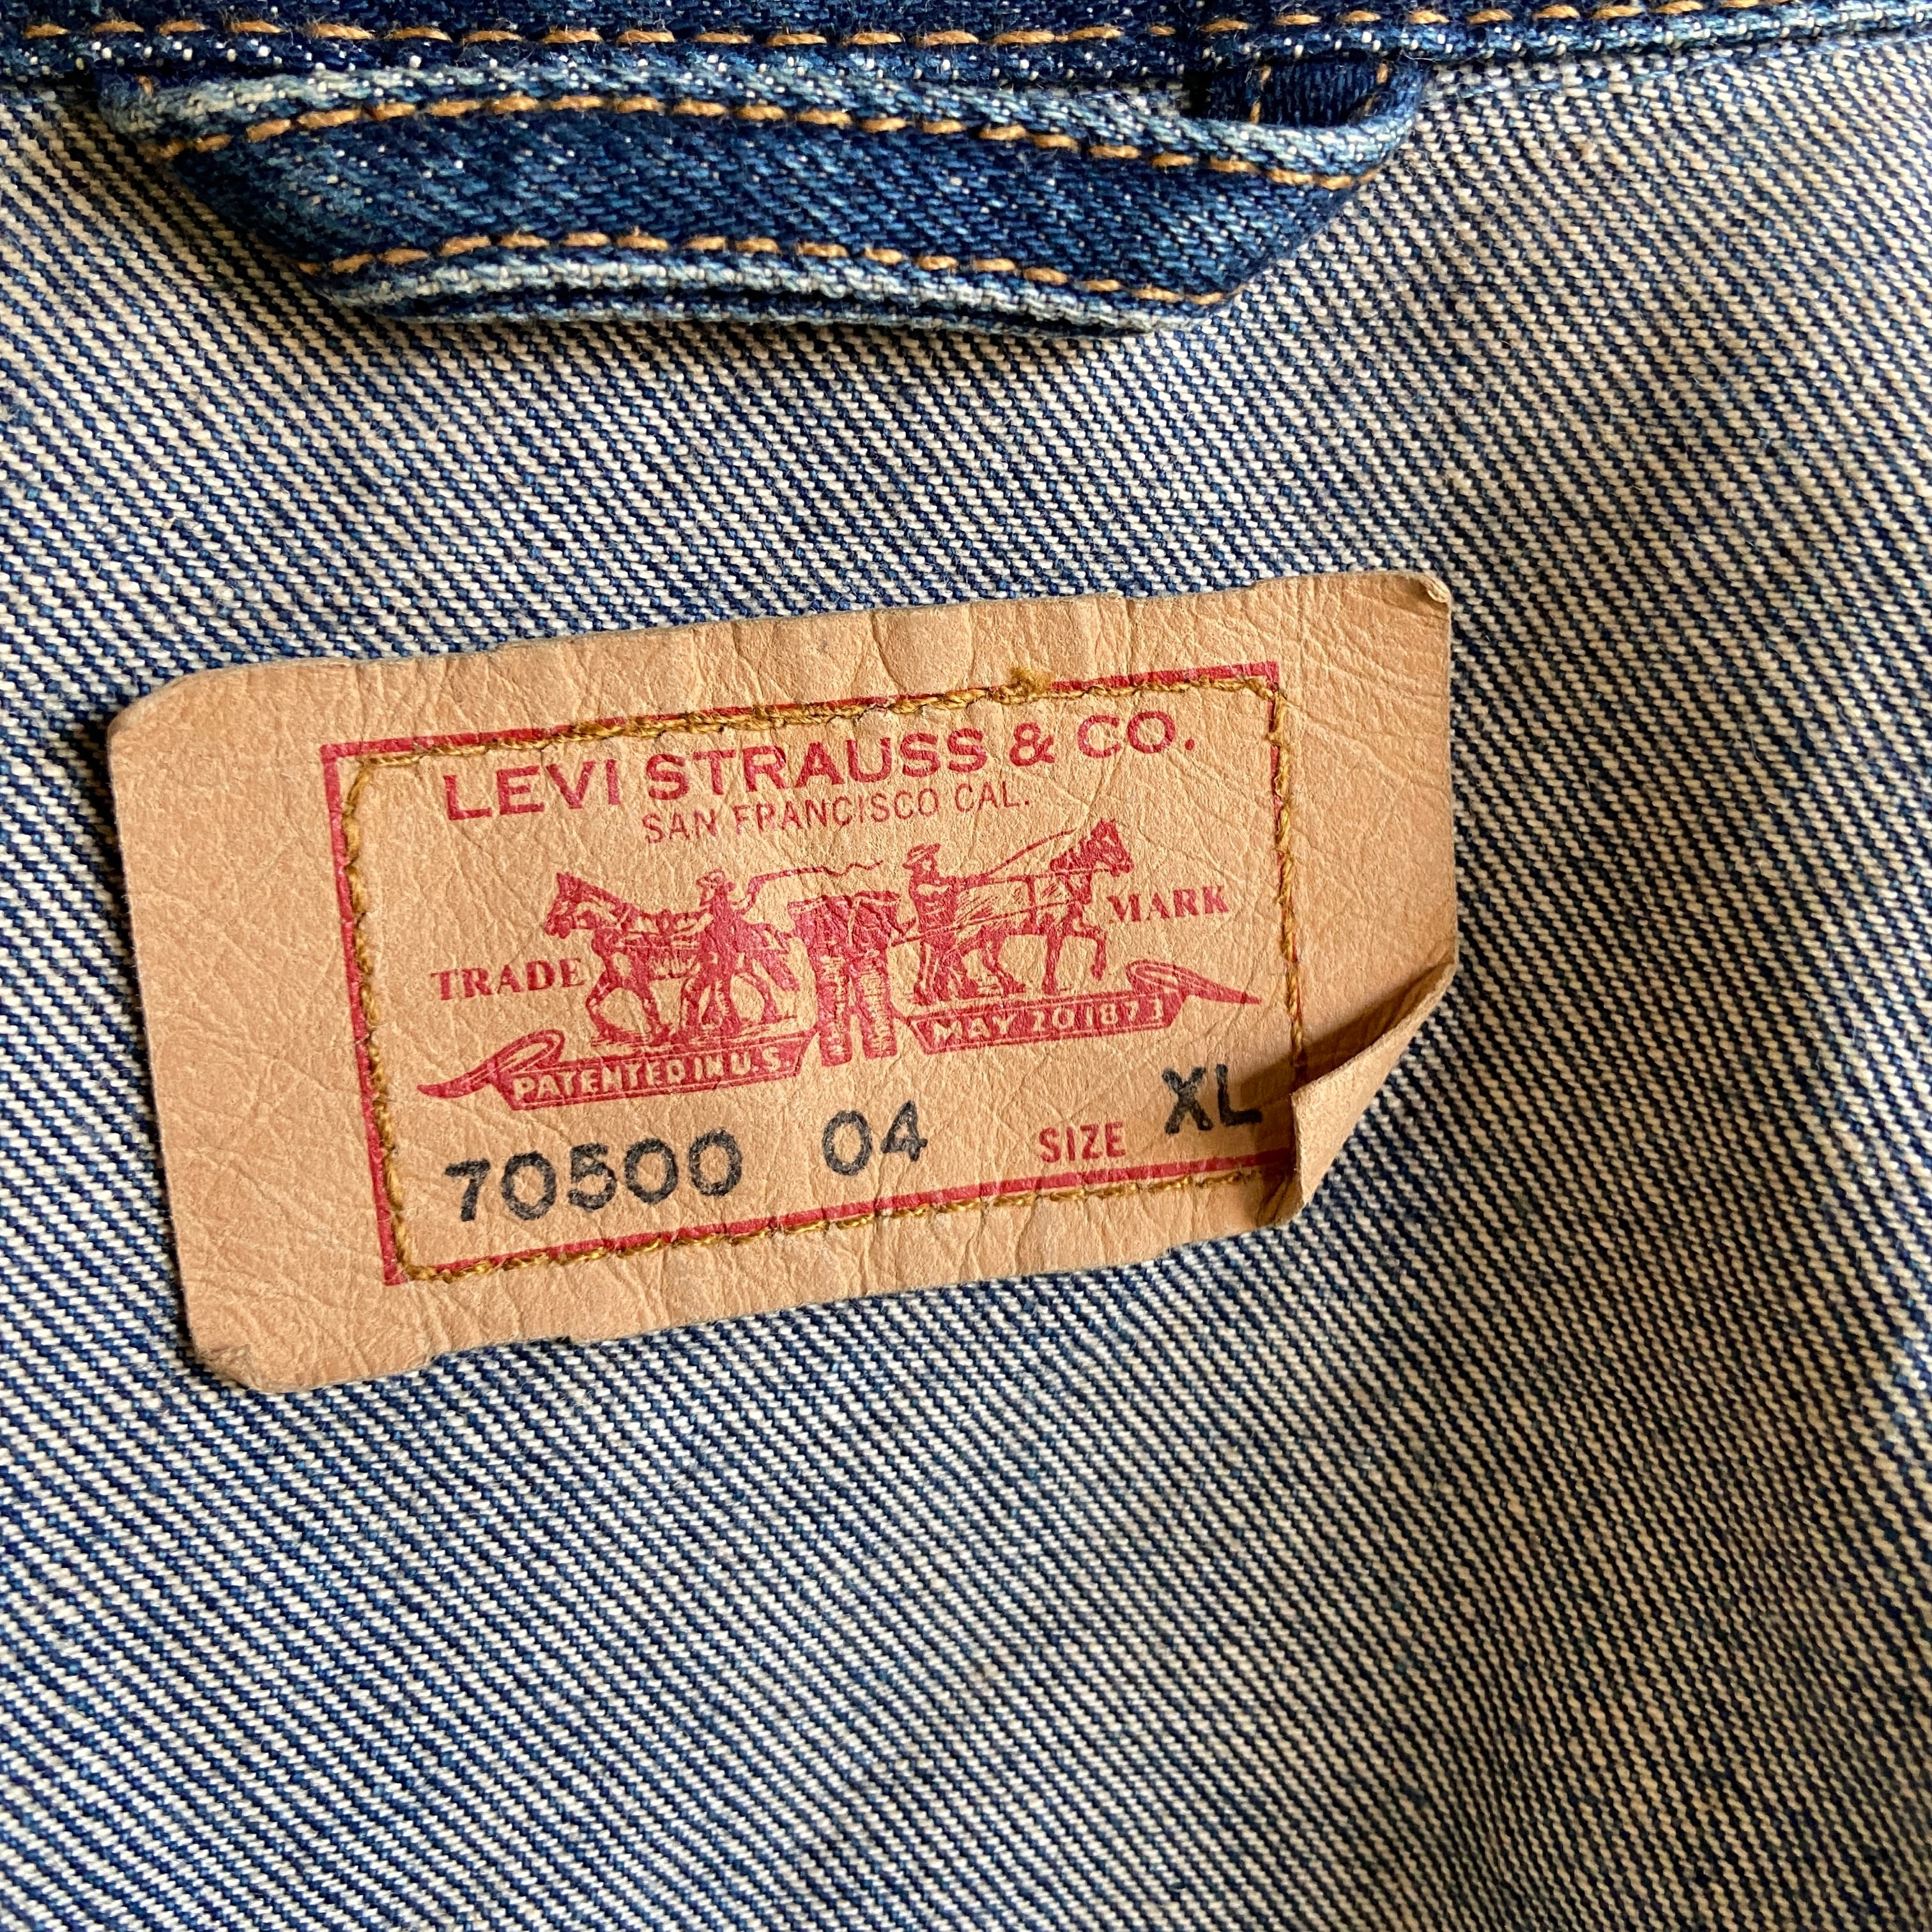 LEVI STRAUSS & CO.
SAN FRANCISCO CAL.
TRADE MARK
PATENTED IN U.S. MAY 20 1873
70500 04 SIZE XL